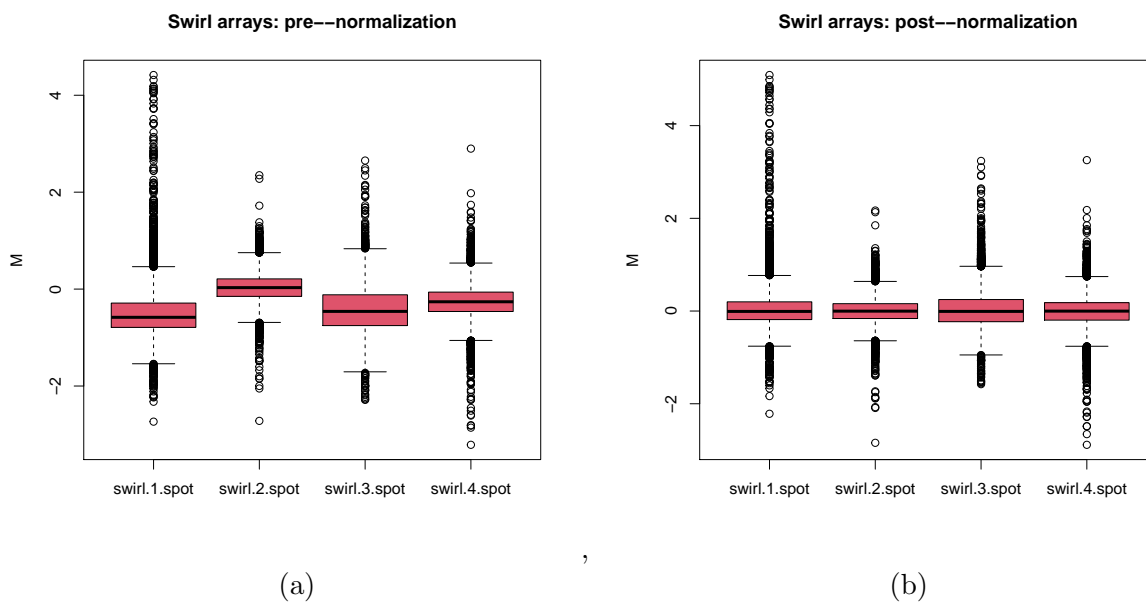 Swirl arrays: pre−−normalization
M
4
2
0
−2
swirl.1.spot swirl.2.spot swirl.3.spot swirl.4.spot
(a)
,
Swirl arrays: post−−normalization
M
4
2
0
−2
swirl.1.spot swirl.2.spot swirl.3.spot swirl.4.spot
(b)